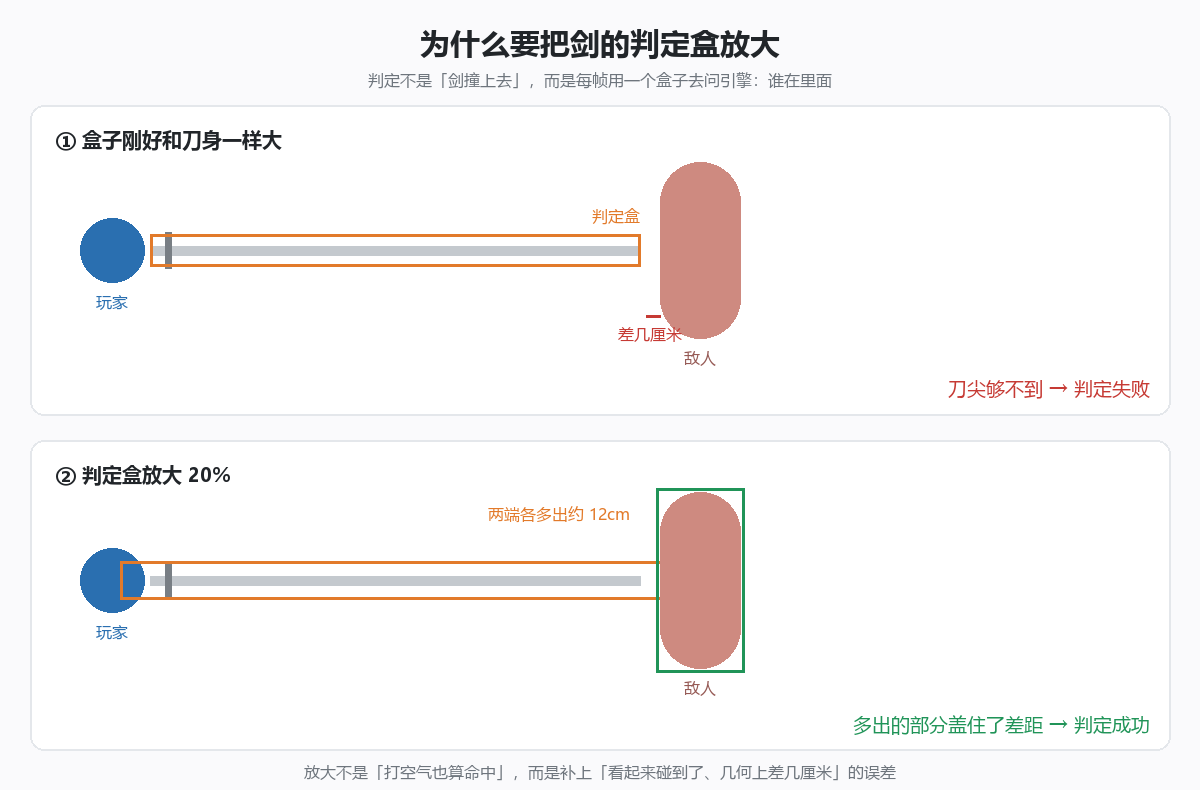 为什么要把剑的判定盒放大
判定不是「剑撞上去」，而是每帧用一个盒子去问引擎：谁在里面
① 盒子刚好和刀身一样大
判定盒
玩家
差几厘米
敌人
刀尖够不到 → 判定失败
② 判定盒放大 20%
两端各多出约 12cm
玩家
敌人
多出的部分盖住了差距 → 判定成功
放大不是「打空气也算命中」，而是补上「看起来碰到了、几何上差几厘米」的误差